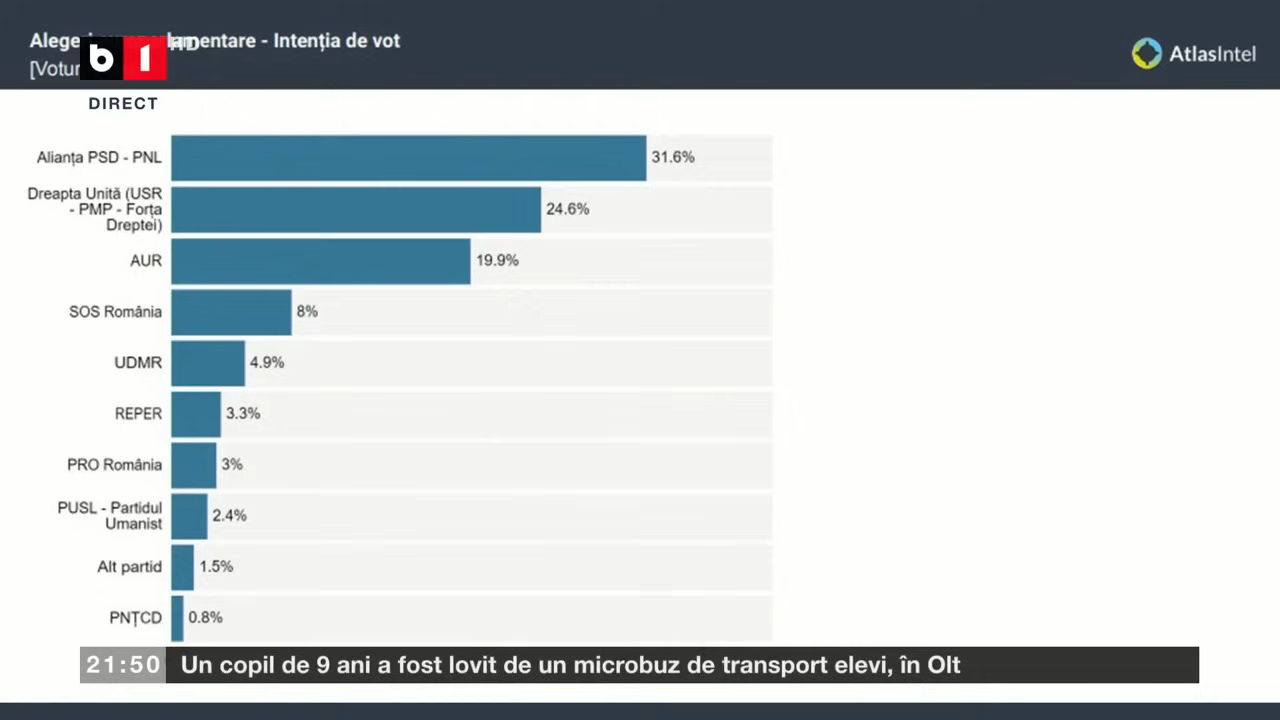 mentare - Intenția de vot
[Votur
b1
HD
AtlasIntel
DIRECT
Alianța PSD - PNL
31.6%
Dreapta Unită (USR
- PMP - Forța
Dreptei)
24.6%
AUR
19.9%
SOS România
8%
UDMR
4.9%
REPER
3.3%
PRO România
3%
PUSL - Partidul
Umanist
2.4%
Alt partid
1.5%
PNȚCD
0.8%
21:50
Un copil de 9 ani a fost lovit de un microbuz de transport elevi, în Olt